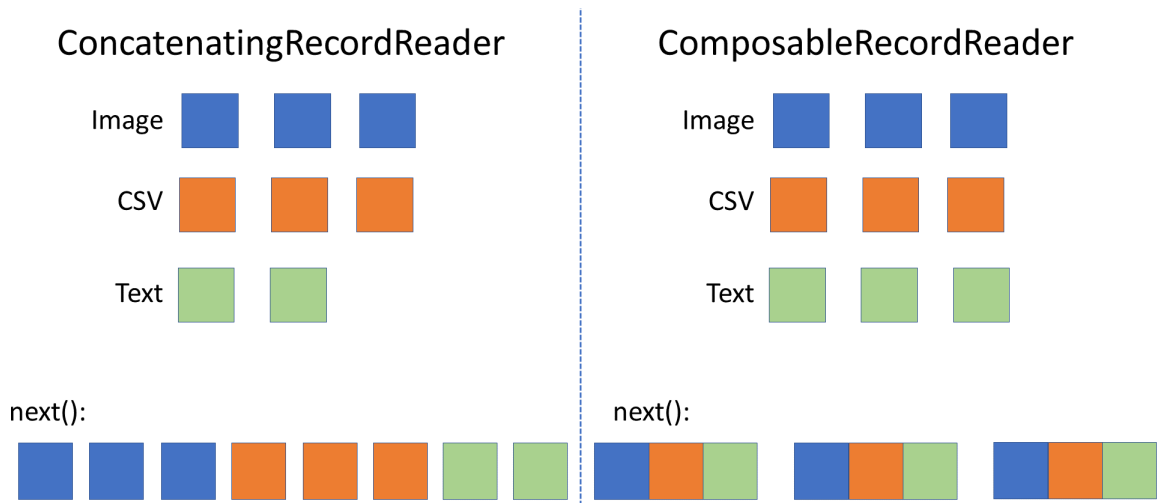 ConcatenatingRecordReader
Image
CSV
Text
next():
ComposableRecordReader
Image
CSV
Text
next():